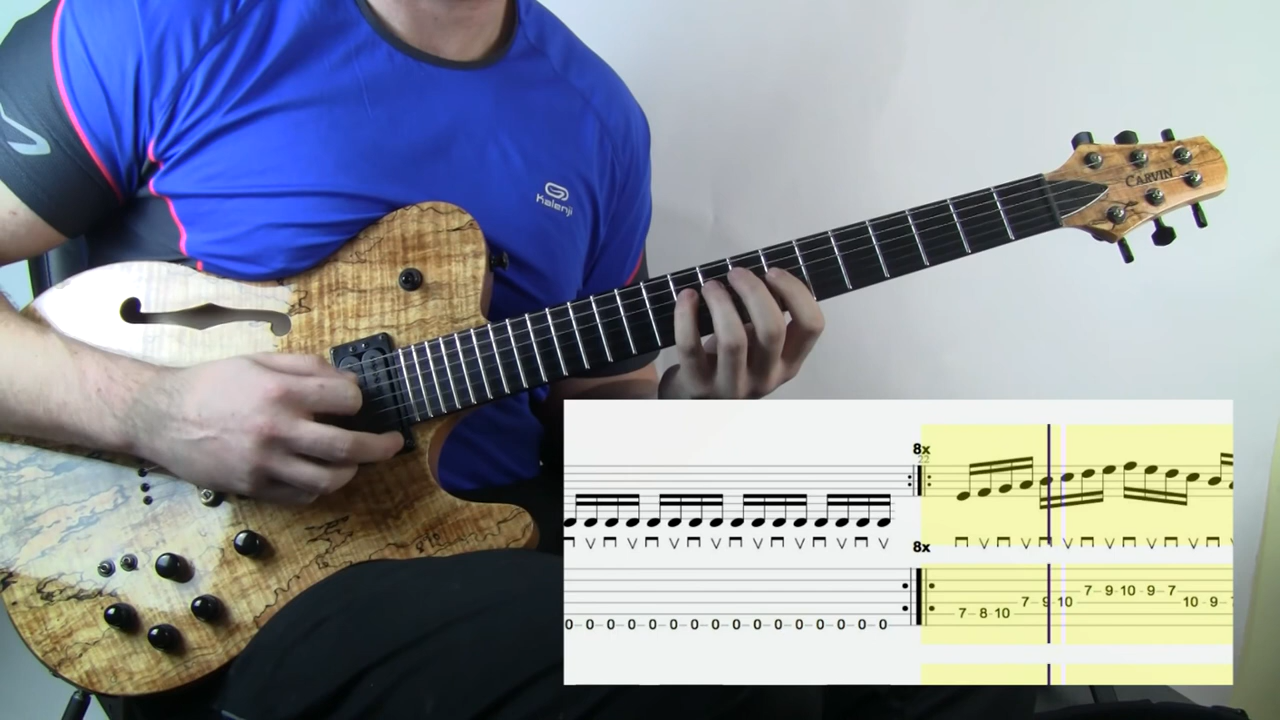 CARVIN
Kalenji
8x
22
8x
7 9 10 9 7
7 9 10 10 9
7 8 10
0 0 0 0 0 0 0 0 0 0 0 0 0 0 0 0